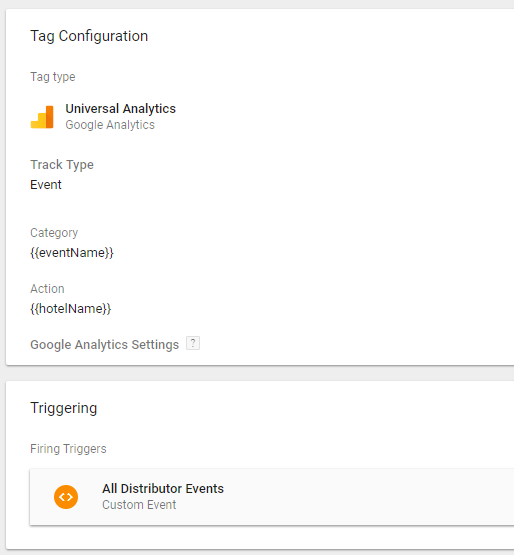 Tag Configuration
Tag type
Universal Analytics
Google Analytics
Track Type
Event
Category
{{eventName}}
Action
{{hotelName}}
Google Analytics Settings ?
Triggering
Firing Triggers
All Distributor Events
Custom Event